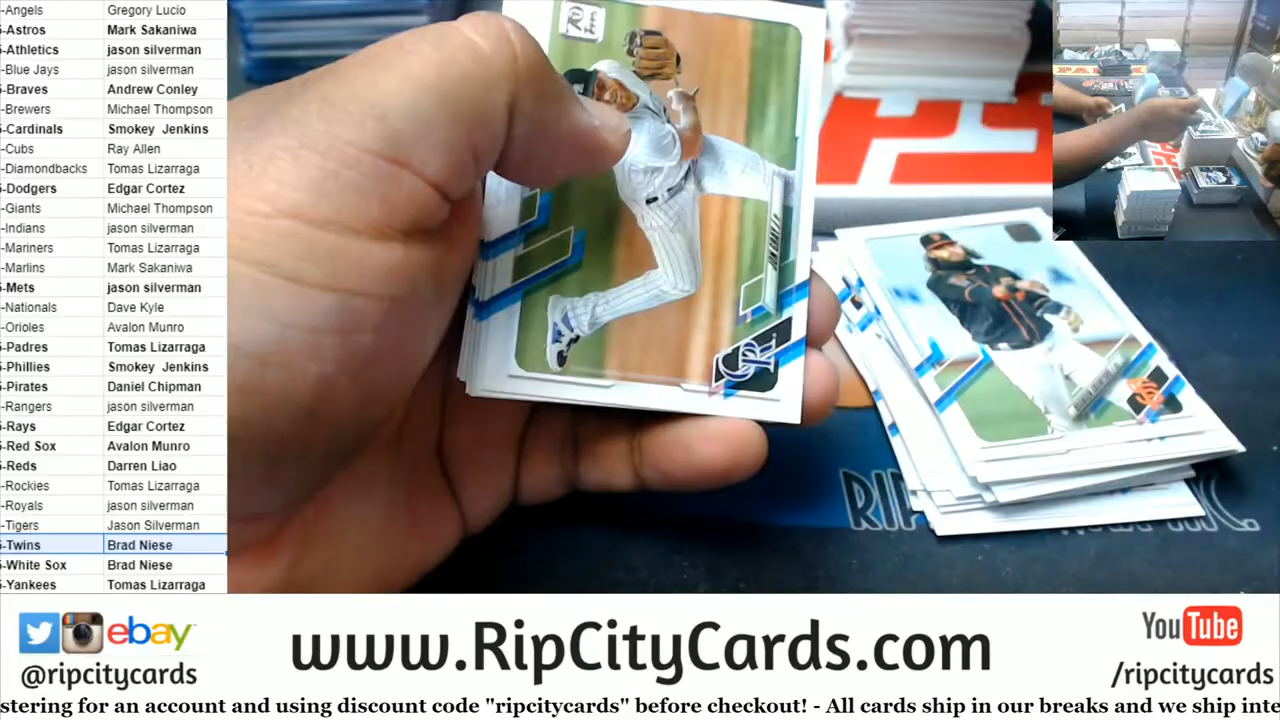 -Angels Gregory Lucio
-Astros Mark Sakaniwa
-Athletics jason silverman
-Blue Jays jason silverman
-Braves Andrew Conley
-Brewers Michael Thompson
-Cardinals Smokey Jenkins
-Cubs Ray Allen
-Diamondbacks Tomas Lizarraga
-Dodgers Edgar Cortez
-Giants Michael Thompson
-Indians jason silverman
-Mariners Tomas Lizarraga
-Marlins Mark Sakaniwa
-Mets jason silverman
-Nationals Dave Kyle
-Orioles Avalon Munro
-Padres Tomas Lizarraga
-Phillies Smokey Jenkins
-Pirates Daniel Chipman
-Rangers jason silverman
-Rays Edgar Cortez
-Red Sox Avalon Munro
-Reds Darren Liao
-Rockies Tomas Lizarraga
-Royals jason silverman
-Tigers Jason Silverman
-Twins Brad Niese
-White Sox Brad Niese
-Yankees Tomas Lizarraga
70
JON GRAY
CR
SF
RIP
ebay
@ripcitycards
www.RipCityCards.com
YouTube
/ripcitycards
stering for an account and using discount code "ripcitycards" before checkout! - All cards ship in our breaks and we ship inte